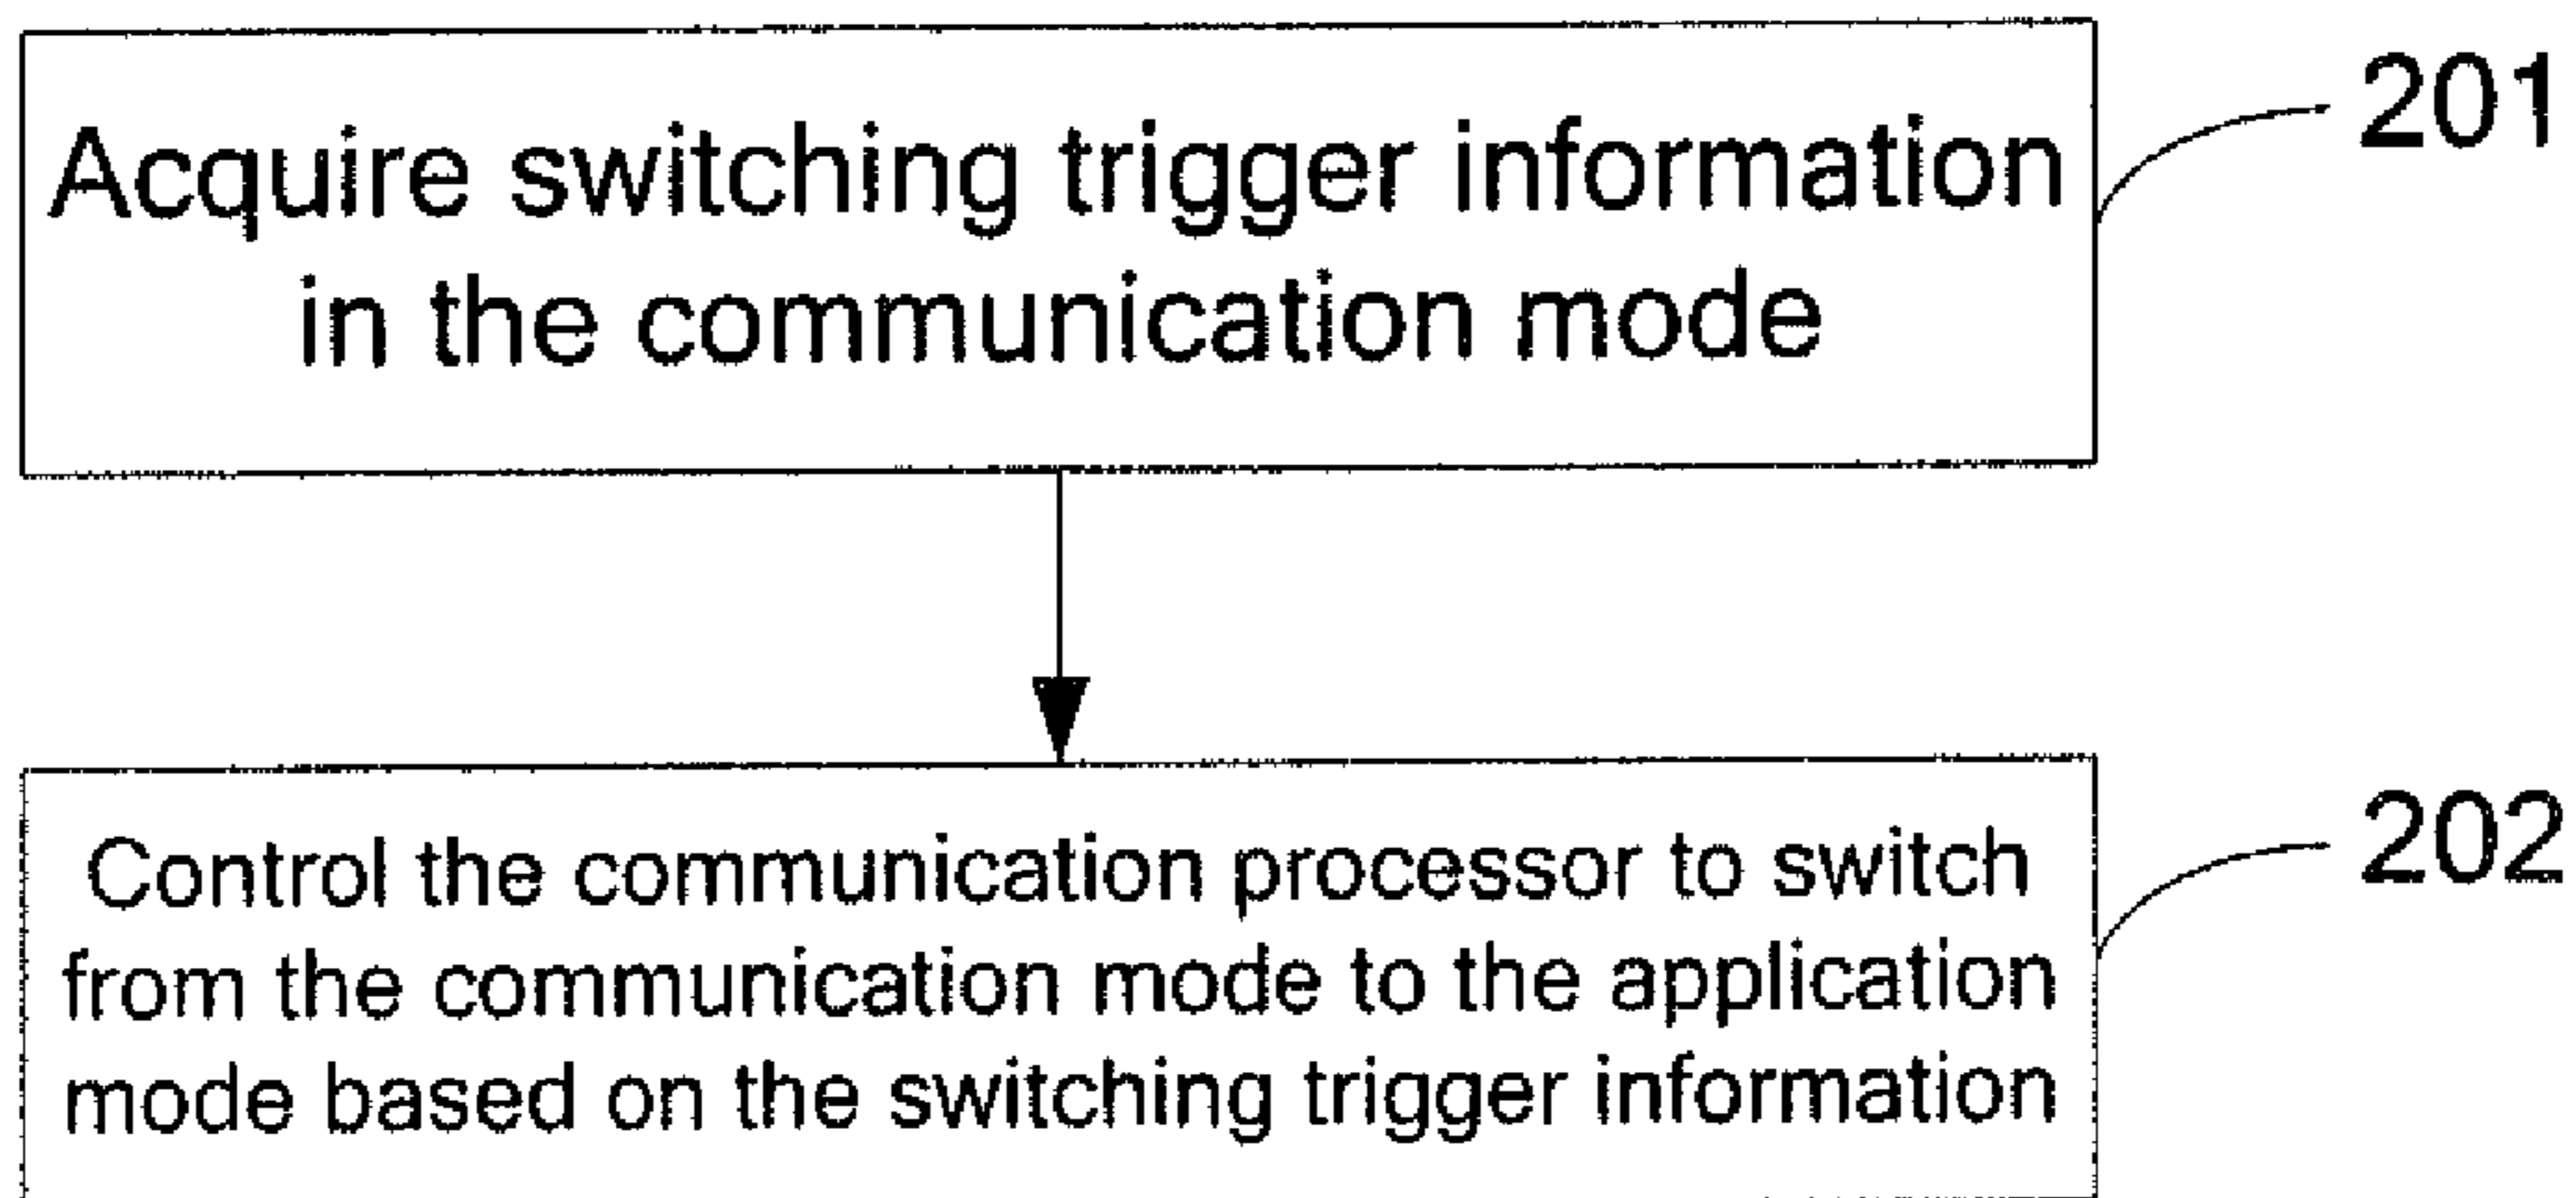 Acquire switching trigger information
in the communication mode
201
Control the communication processor to switch
from the communication mode to the application
mode based on the switching trigger information
202